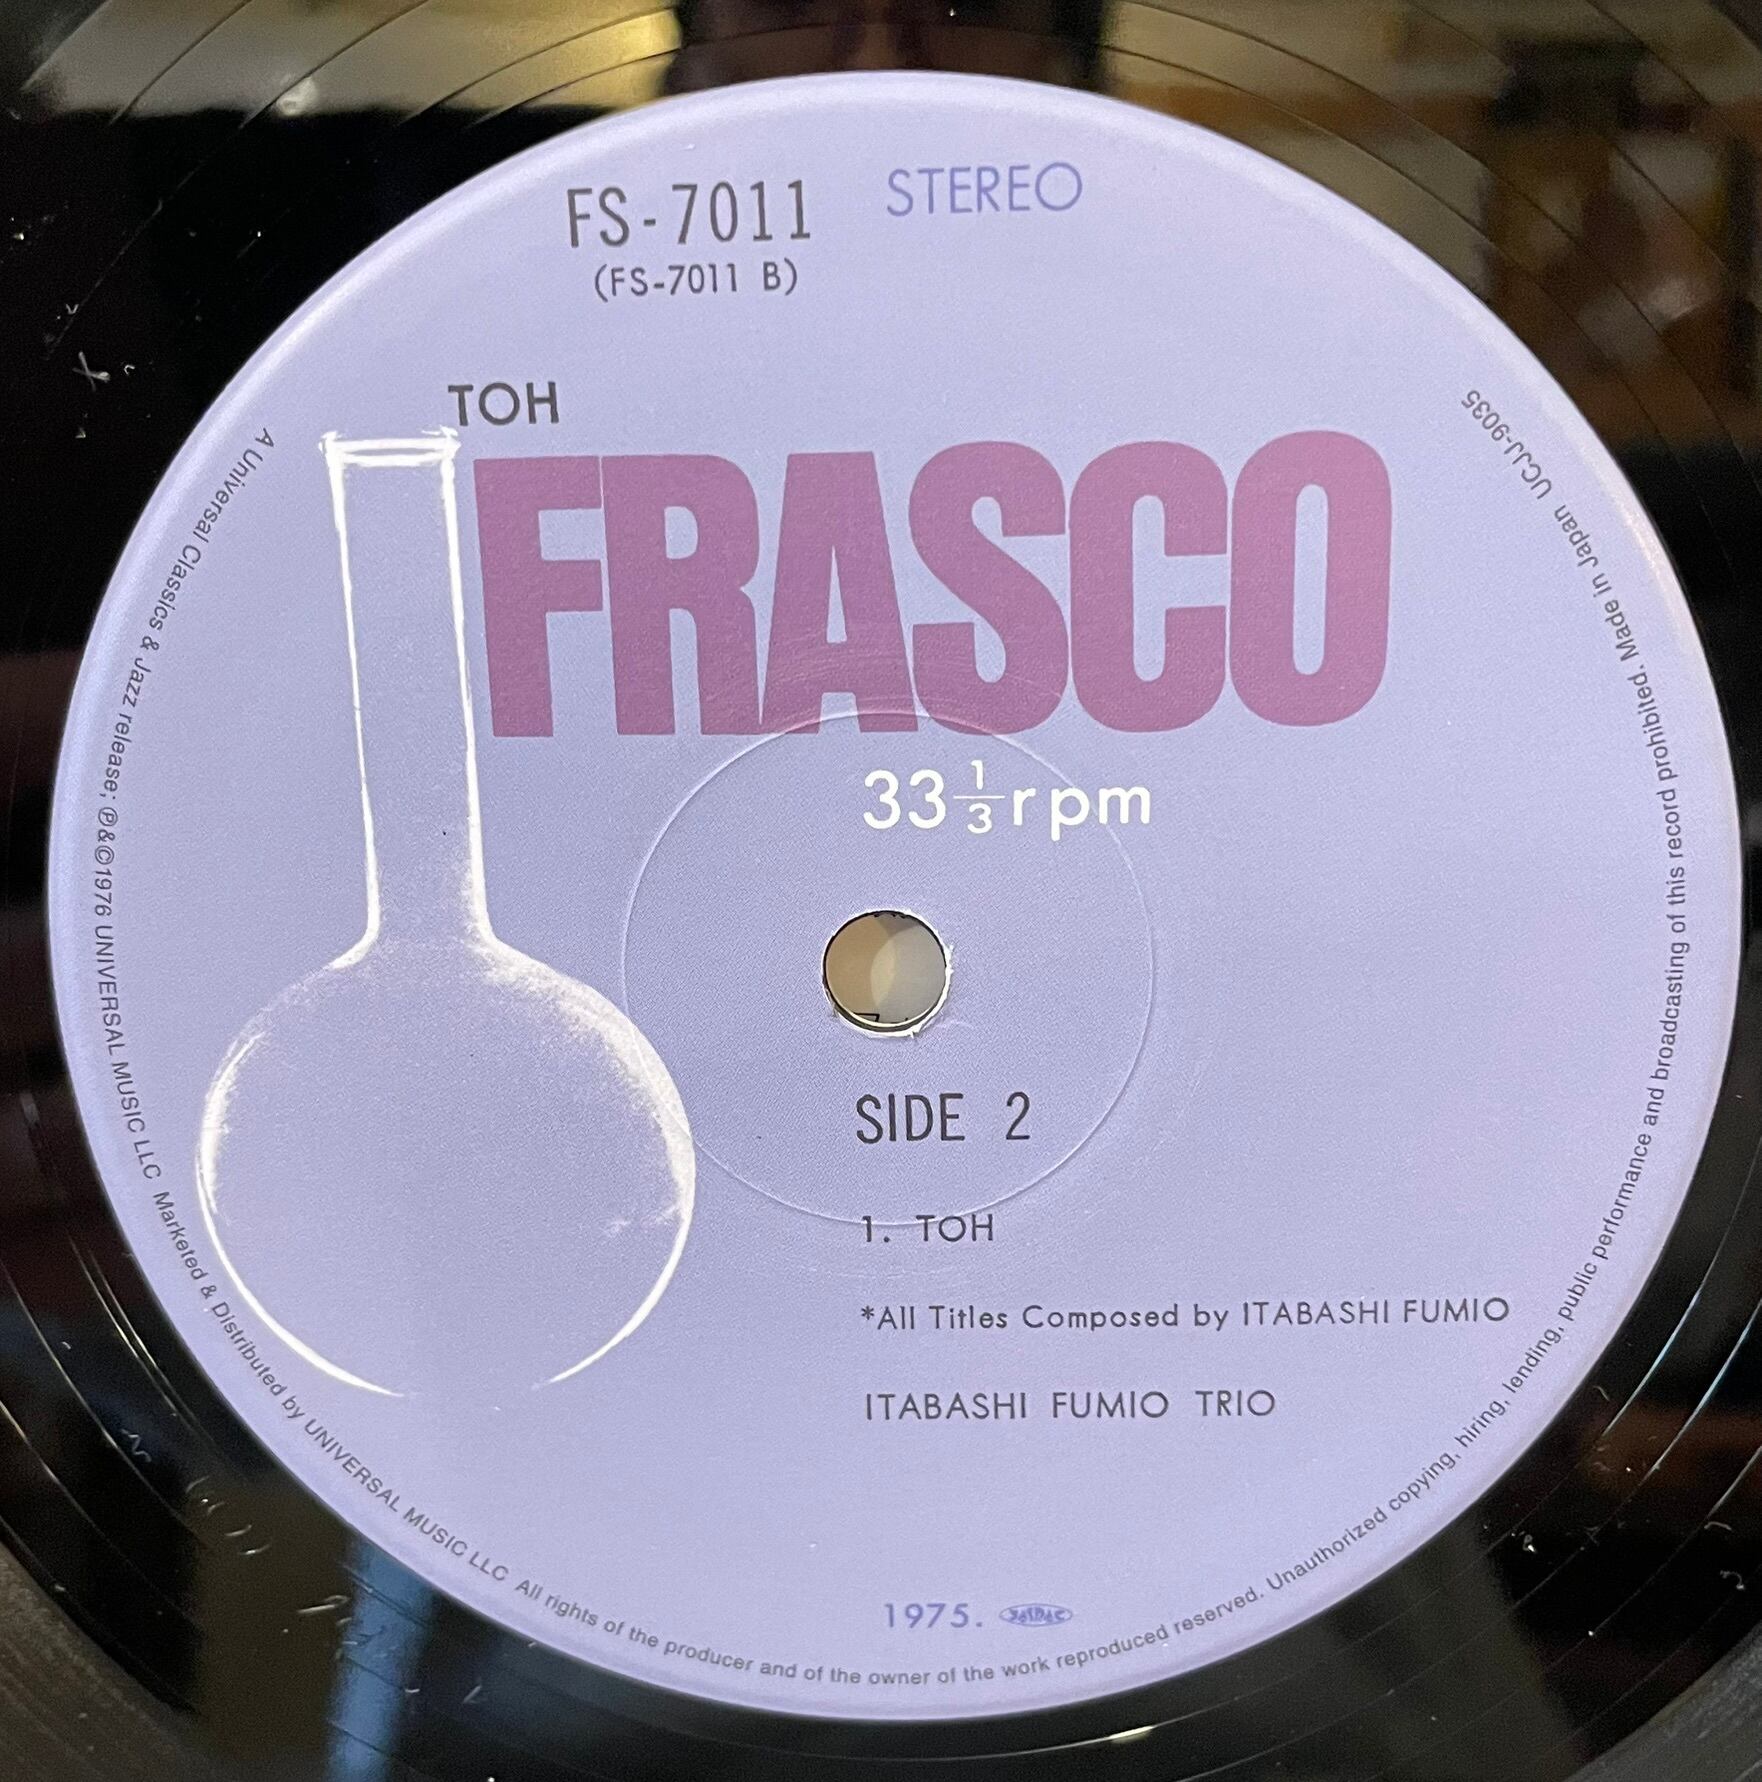 FS-7011
STEREO
(FS-7011 B)
TOH
FRASCO
33 1/3 rpm
SIDE 2
1. TOH
*All Titles Composed by ITABASHI FUMIO
ITABASHI FUMIO TRIO
1975.
A Universal Classics & Jazz release; ℗&©1976 UNIVERSAL MUSIC LLC Marketed & Distributed by UNIVERSAL MUSIC LLC All rights of the producer and of the owner of the work reproduced reserved. Unauthorized copying, hiring, lending, public performance and broadcasting of this record prohibited. Made in Japan UCJJ-9035